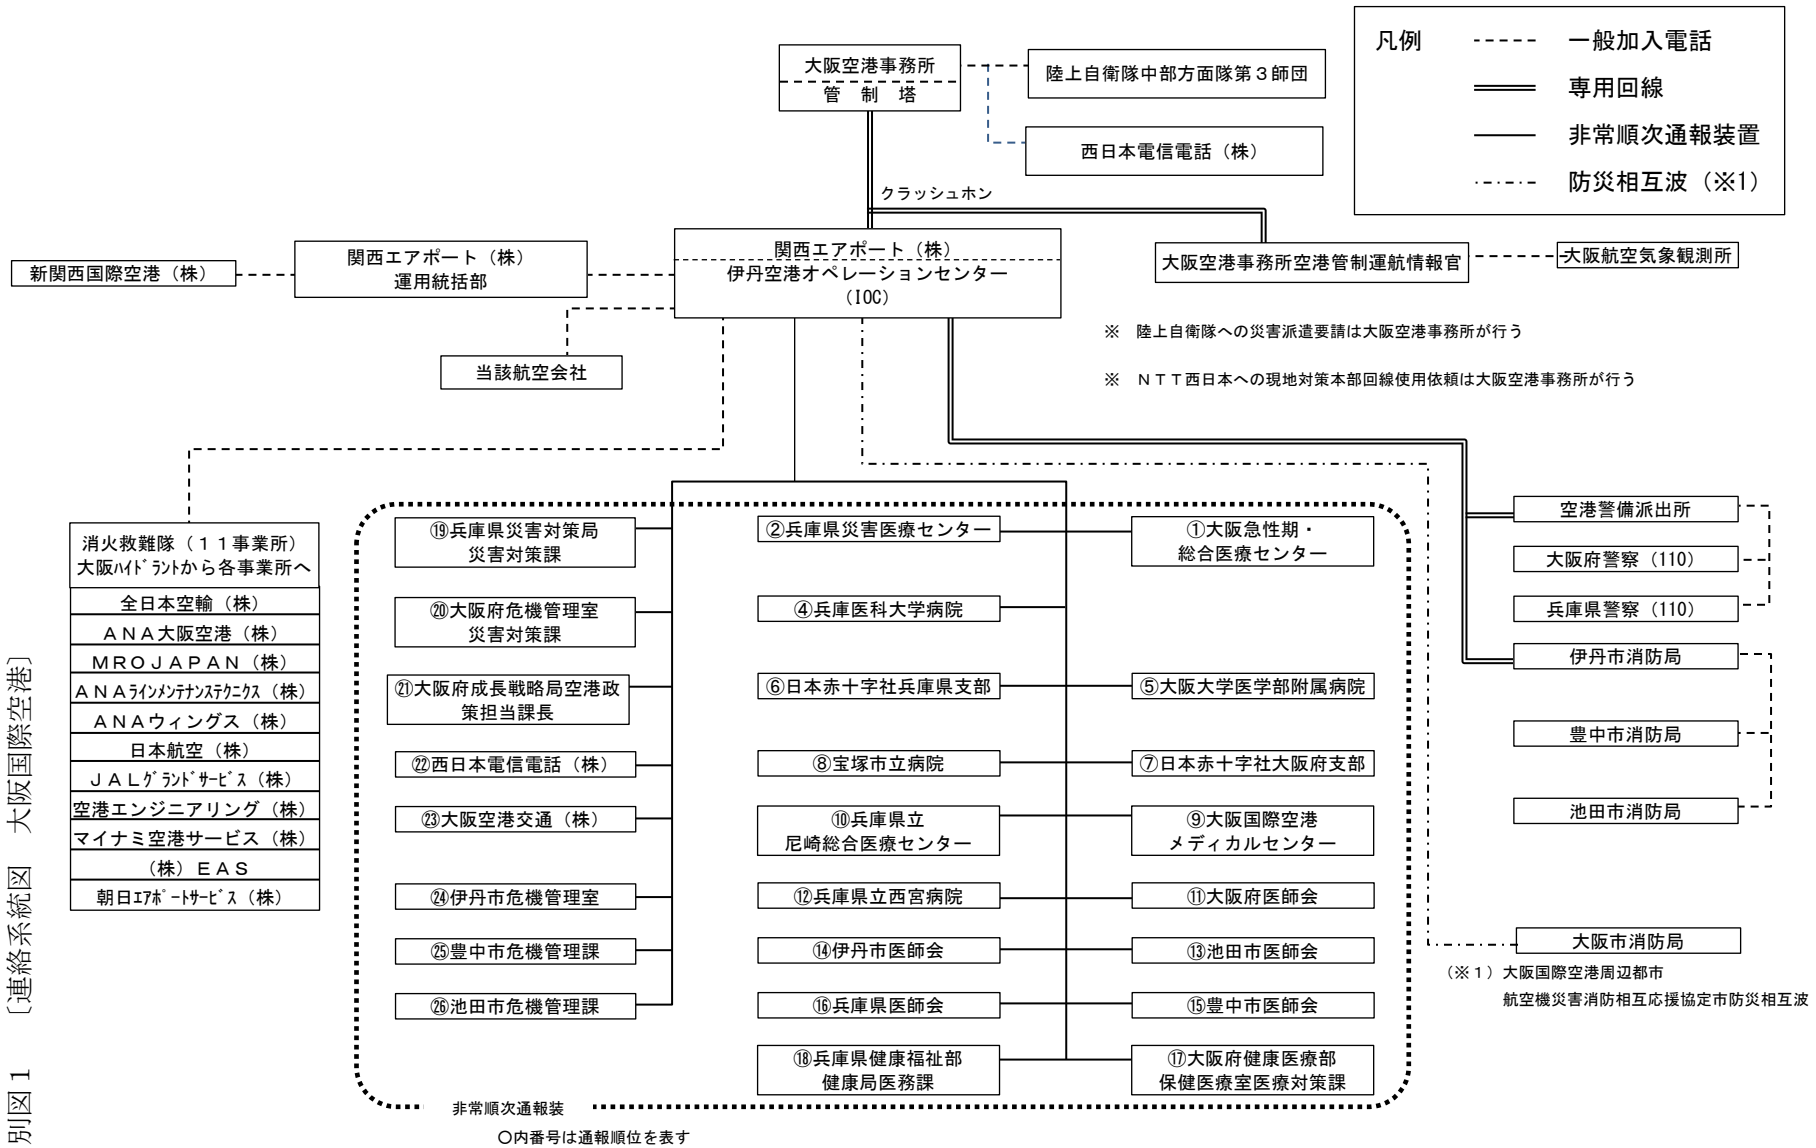 凡例
一般加入電話
専用回線
非常順次通報装置
防災相互波（※1）
大阪空港事務所
管　制　塔
陸上自衛隊中部方面隊第３師団
西日本電信電話（株）
クラッシュホン
新関西国際空港（株）
関西エアポート（株）
運用統括部
関西エアポート（株）
伊丹空港オペレーションセンター
（IOC）
大阪空港事務所空港管制運航情報官
大阪航空気象観測所
※　陸上自衛隊への災害派遣要請は大阪空港事務所が行う
※　ＮＴＴ西日本への現地対策本部回線使用依頼は大阪空港事務所が行う
当該航空会社
消火救難隊（１１事業所）
大阪ﾊｲﾄﾞﾗﾝﾄから各事業所へ
全日本空輸（株）
ＡＮＡ大阪空港（株）
ＭＲＯＪＡＰＡＮ（株）
ＡＮＡﾗｲﾝﾒﾝﾃﾅﾝｽﾃｸﾆｸｽ（株）
ＡＮＡウィングス（株）
日本航空（株）
ＪＡＬｸﾞﾗﾝﾄﾞｻｰﾋﾞｽ（株）
空港エンジニアリング（株）
マイナミ空港サービス（株）
（株）ＥＡＳ
朝日ｴｱﾎﾟｰﾄｻｰﾋﾞｽ（株）
⑲兵庫県災害対策局
災害対策課
⑳大阪府危機管理室
災害対策課
㉑大阪府成長戦略局空港政
策担当課長
㉒西日本電信電話（株）
㉓大阪空港交通（株）
㉔伊丹市危機管理室
㉕豊中市危機管理課
㉖池田市危機管理課
②兵庫県災害医療センター
①大阪急性期・
総合医療センター
④兵庫医科大学病院
⑥日本赤十字社兵庫県支部
⑤大阪大学医学部附属病院
⑧宝塚市立病院
⑦日本赤十字社大阪府支部
⑩兵庫県立
尼崎総合医療センター
⑨大阪国際空港
メディカルセンター
⑫兵庫県立西宮病院
⑪大阪府医師会
⑭伊丹市医師会
⑬池田市医師会
⑯兵庫県医師会
⑮豊中市医師会
⑱兵庫県健康福祉部
健康局医務課
⑰大阪府健康医療部
保健医療室医療対策課
空港警備派出所
大阪府警察（110）
兵庫県警察（110）
伊丹市消防局
豊中市消防局
池田市消防局
大阪市消防局
（※１）大阪国際空港周辺都市
航空機災害消防相互応援協定市防災相互波
非常順次通報装
〇内番号は通報順位を表す
別図１　〔連絡系統図　大阪国際空港〕